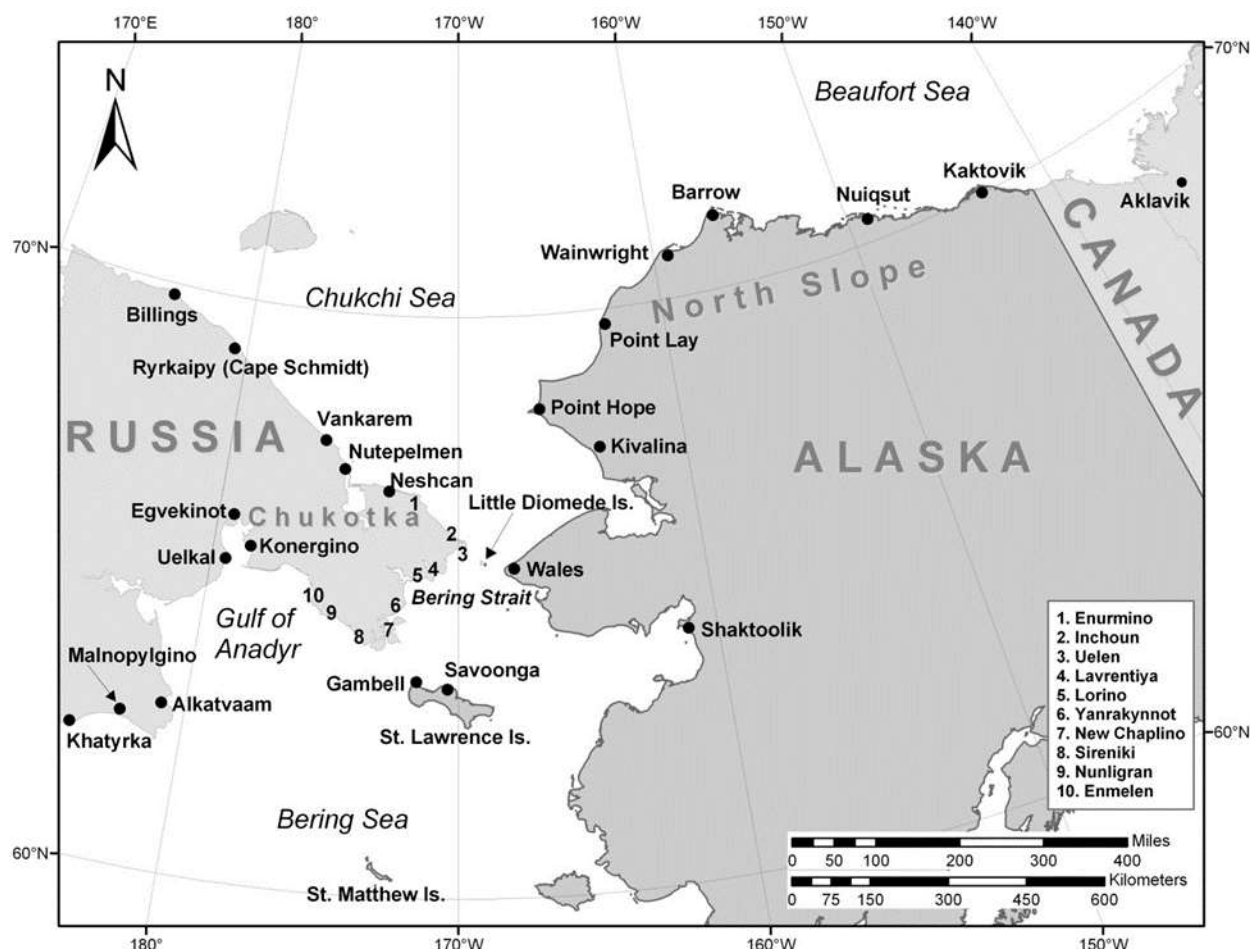 170°E
180°
170°W
160°W
150°W
140°W
70°N
N
Beaufort Sea
Kaktovik
Barrow
Nuiqsut
Aklavik
CANADA
Wainwright
70°N
North Slope
Chukchi Sea
Billings
Point Lay
Ryrkaipy (Cape Schmidt)
Point Hope
RUSSIA
Vankarem
Kivalina
ALASKA
Nutepelmen
Neshcan
Little Diomede Is.
1
Egvekinot
Chukotka
2
Konergino
3
Uelkal
4
5
Wales
10
6
Bering Strait
9
Gulf of
Anadyr
8
7
Shaktoolik
Malnopylgino
Savoonga
Gambell
Alkatvaam
Khatyrka
St. Lawrence Is.
60°N
1. Enurmino
2. Inchoun
3. Uelen
4. Lavrentiya
5. Lorino
6. Yanrakynnot
7. New Chaplino
8. Sireniki
9. Nunligran
10. Enmelen
Bering Sea
60°N
St. Matthew Is.
Miles
0 50 100 200 300 400
Kilometers
0 75 150 300 450 600
180°
170°W
160°W
150°W